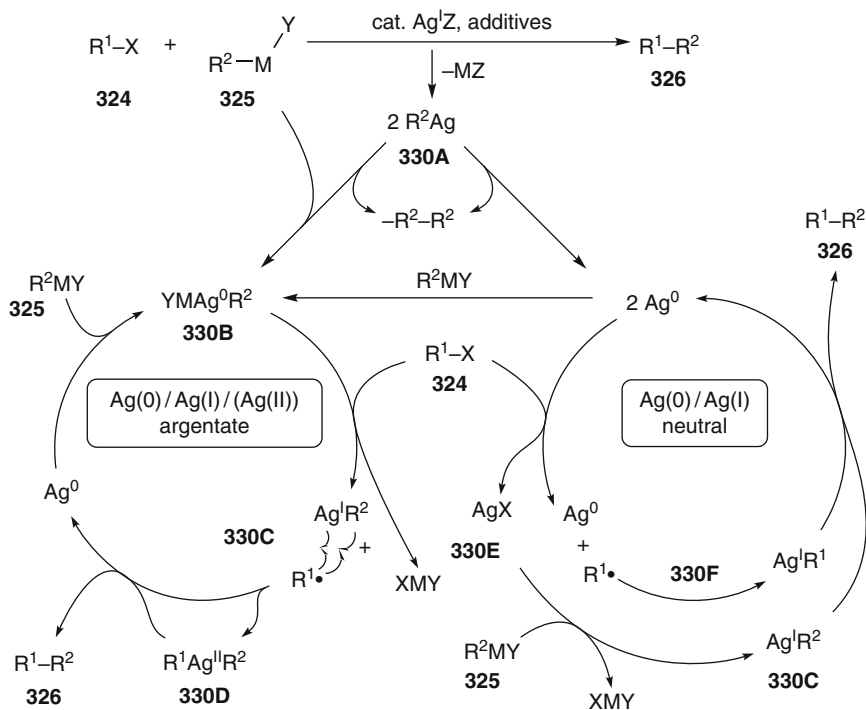 R¹–X + R²–M Y cat. AgᴵZ, additives R¹–R²
324 325 –MZ 326
2 R²Ag
330A
–R²–R²
R¹–R²
326
R²MY
325
YMAg⁰R²
330B
R²MY
2 Ag⁰
R¹–X
324
Ag(0) / Ag(I) / (Ag(II))
argentate
Ag(0) / Ag(I)
neutral
Ag⁰
330C
AgᴵR²
+
R¹•
XMY
AgX
330E
Ag⁰
+
R¹•
330F
AgᴵR¹
R¹–R²
326
R¹AgᴵᴵR²
330D
R²MY
325
XMY
AgᴵR²
330C